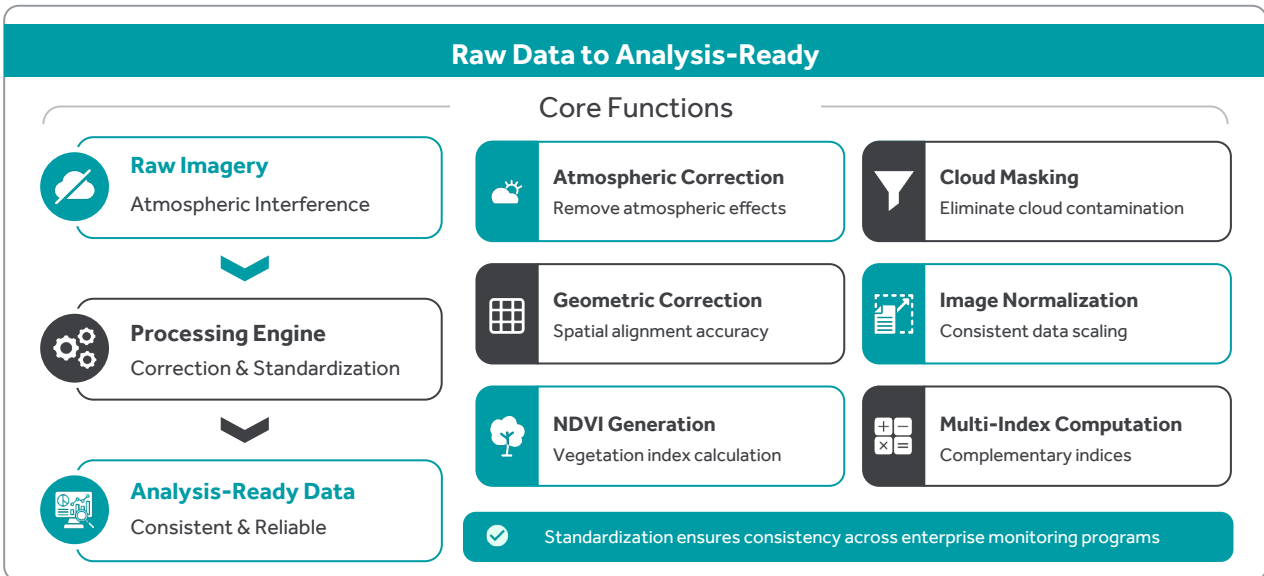 Raw Data to Analysis-Ready
Core Functions
Raw Imagery
Atmospheric Interference
Processing Engine
Correction & Standardization
Analysis-Ready Data
Consistent & Reliable
Atmospheric Correction
Remove atmospheric effects
Cloud Masking
Eliminate cloud contamination
Geometric Correction
Spatial alignment accuracy
Image Normalization
Consistent data scaling
NDVI Generation
Vegetation index calculation
Multi-Index Computation
Complementary indices
Standardization ensures consistency across enterprise monitoring programs